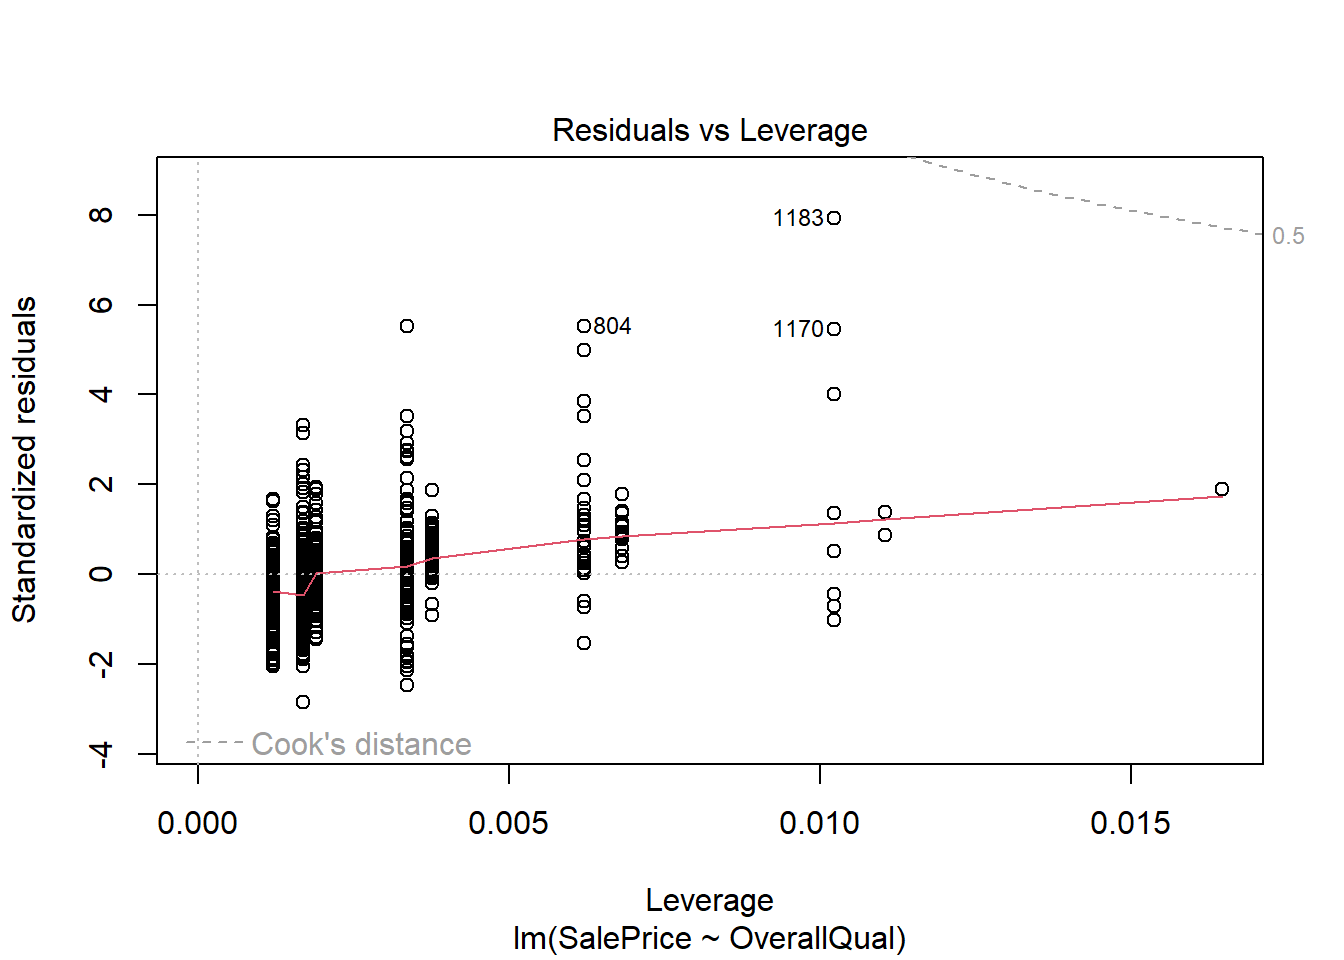 Residuals vs Leverage
Standardized residuals
8
6
4
2
0
-2
-4
1183
804
1170
0.5
Cook's distance
0.000 0.005 0.010 0.015
Leverage
lm(SalePrice ~ OverallQual)